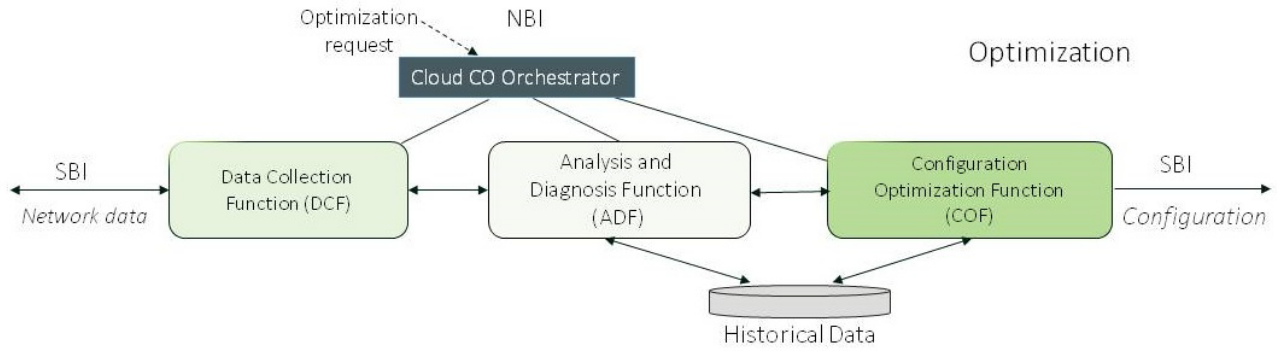 Optimization
request
NBI
Cloud CO Orchestrator
Optimization
SBI
Network data
Data Collection
Function (DCF)
Analysis and
Diagnosis Function
(ADF)
Configuration
Optimization Function
(COF)
SBI
Configuration
Historical Data